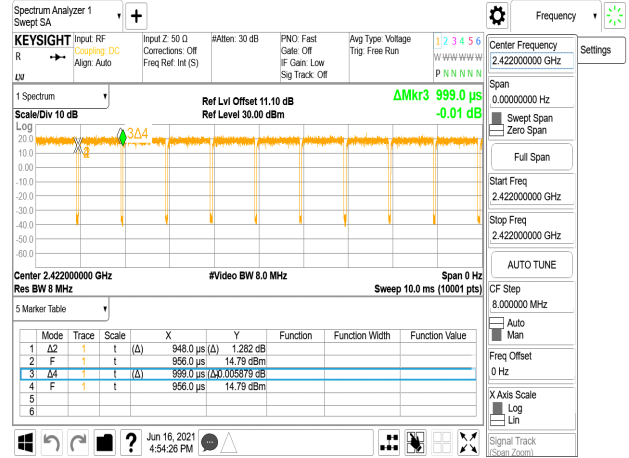 Spectrum Analyzer 1
Swept SA
Frequency
KEYSIGHT
R
LXI
Input: RF
Coupling: DC
Align: Auto
Input Z: 50 Ω
Corrections: Off
Freq Ref: Int (S)
#Atten: 30 dB
PNO: Fast
Gate: Off
IF Gain: Low
Sig Track: Off
Avg Type: Voltage
Trig: Free Run
1 2 3 4 5 6
W W W W W W
P N N N N N
1 Spectrum
Scale/Div 10 dB
Ref Lvl Offset 11.10 dB
Ref Level 30.00 dBm
ΔMkr3 999.0 µs
-0.01 dB
Log
3Δ4
20.0
10.0
0.00
-10.0
-20.0
-30.0
-40.0
-50.0
-60.0
Center 2.422000000 GHz
#Video BW 8.0 MHz
Span 0 Hz
Res BW 8 MHz
Sweep 10.0 ms (10001 pts)
5 Marker Table
Mode Trace Scale X Y Function Function Width Function Value
1 Δ2 1 t (Δ) 948.0 µs (Δ) 1.282 dB
2 F 1 t 956.0 µs 14.79 dBm
3 Δ4 1 t (Δ) 999.0 µs (Δ) -0.005879 dB
4 F 1 t 956.0 µs 14.79 dBm
5
6
Jun 16, 2021
4:54:26 PM
Center Frequency
2.422000000 GHz
Settings
Span
0.00000000 Hz
Swept Span
Zero Span
Full Span
Start Freq
2.422000000 GHz
Stop Freq
2.422000000 GHz
AUTO TUNE
CF Step
8.000000 MHz
Auto
Man
Freq Offset
0 Hz
X Axis Scale
Log
Lin
Signal Track
(Span Zoom)